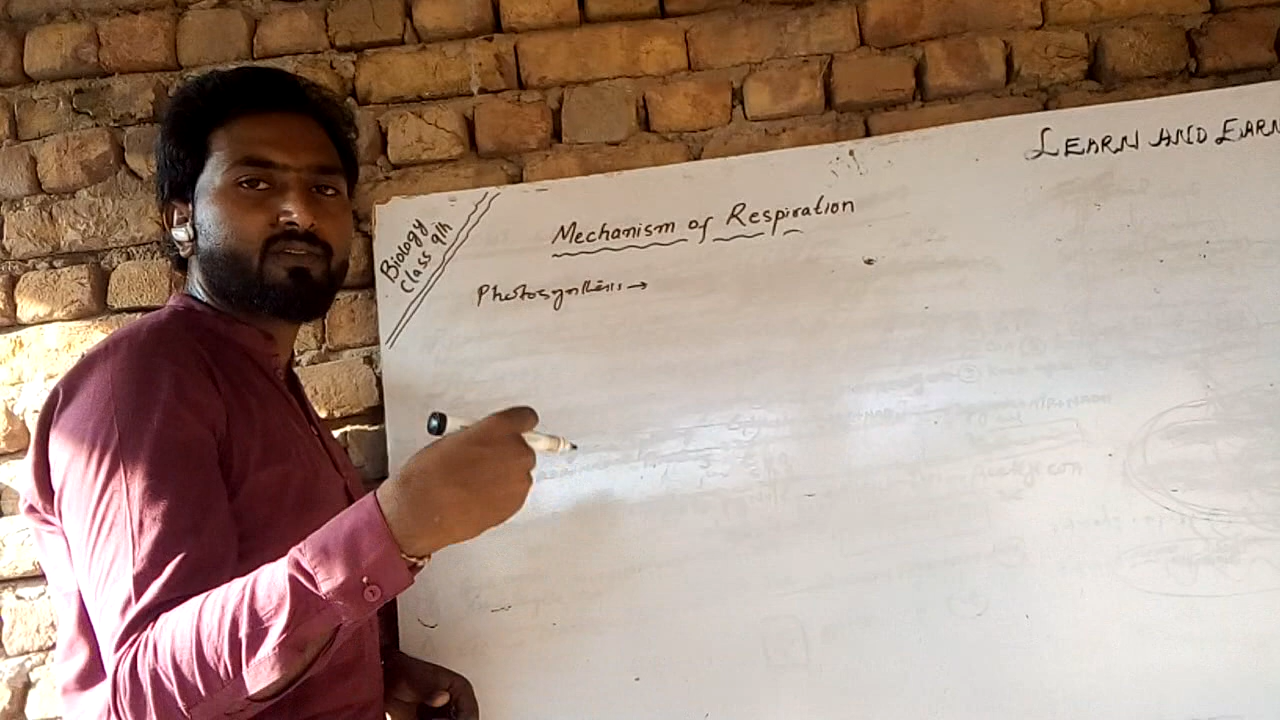 LEARN AND EARN
Biology
Class 9th
Mechanism of Respiration
Photosynthesis →